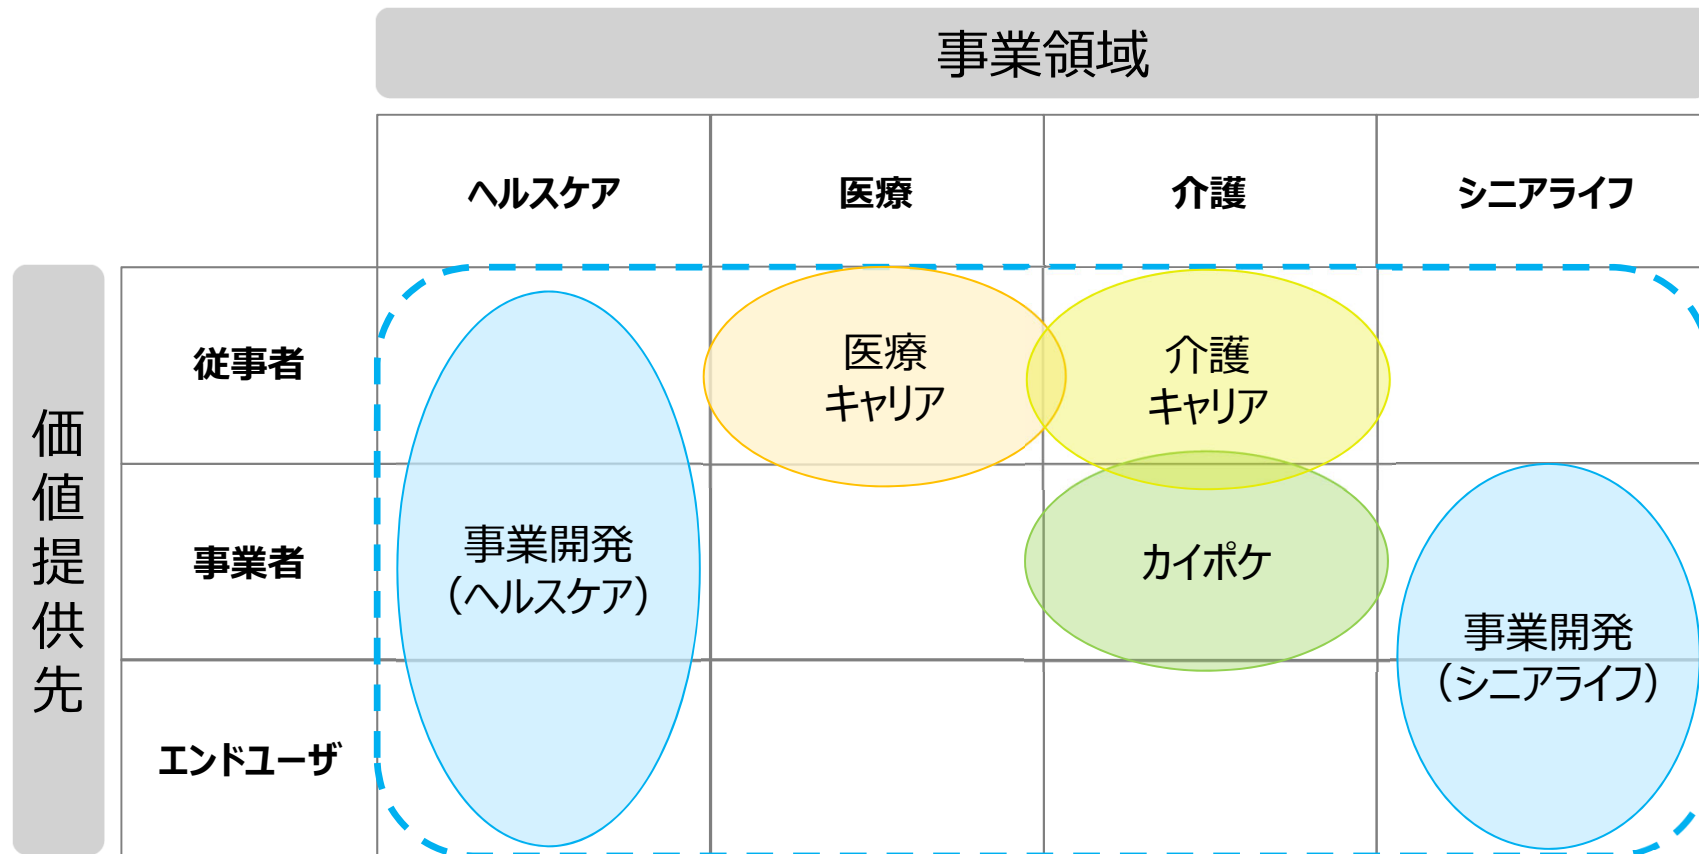 事業領域
ヘルスケア
医療
介護
シニアライフ
価値提供先
従事者
医療
キャリア
介護
キャリア
事業者
事業開発
（ヘルスケア）
カイポケ
事業開発
（シニアライフ）
エンドユーザ